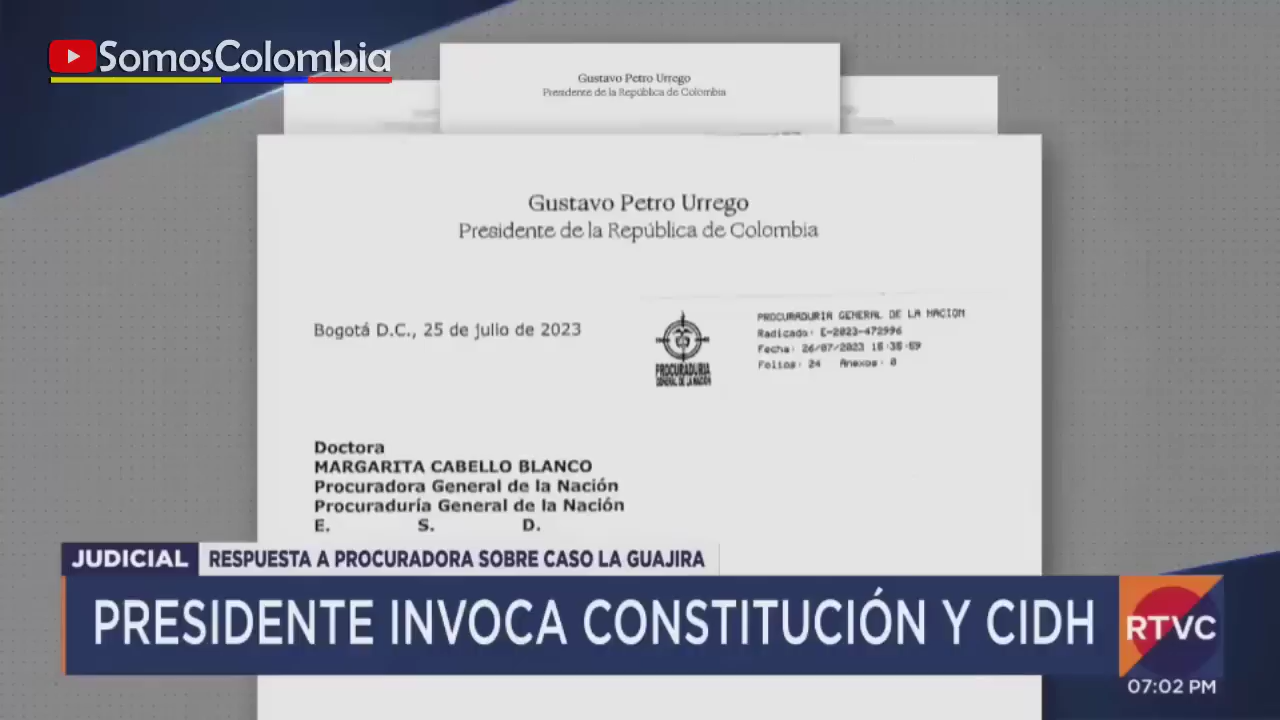 SomosColombia
Gustavo Petro Urrego
Presidente de la República de Colombia
Gustavo Petro Urrego
Presidente de la República de Colombia
Bogotá D.C., 25 de julio de 2023
PROCURADURIA GENERAL DE LA NACION
Radicado: E-2023-472996
Fecha: 26/07/2023 16:36:59
Folios: 24 Anexos: 0
PROCURADURIA
GENERAL DE LA NACIÓN
Doctora
MARGARITA CABELLO BLANCO
Procuradora General de la Nación
Procuraduría General de la Nación
E. S. D.
JUDICIAL RESPUESTA A PROCURADORA SOBRE CASO LA GUAJIRA
PRESIDENTE INVOCA CONSTITUCIÓN Y CIDH
RTVC
07:02 PM